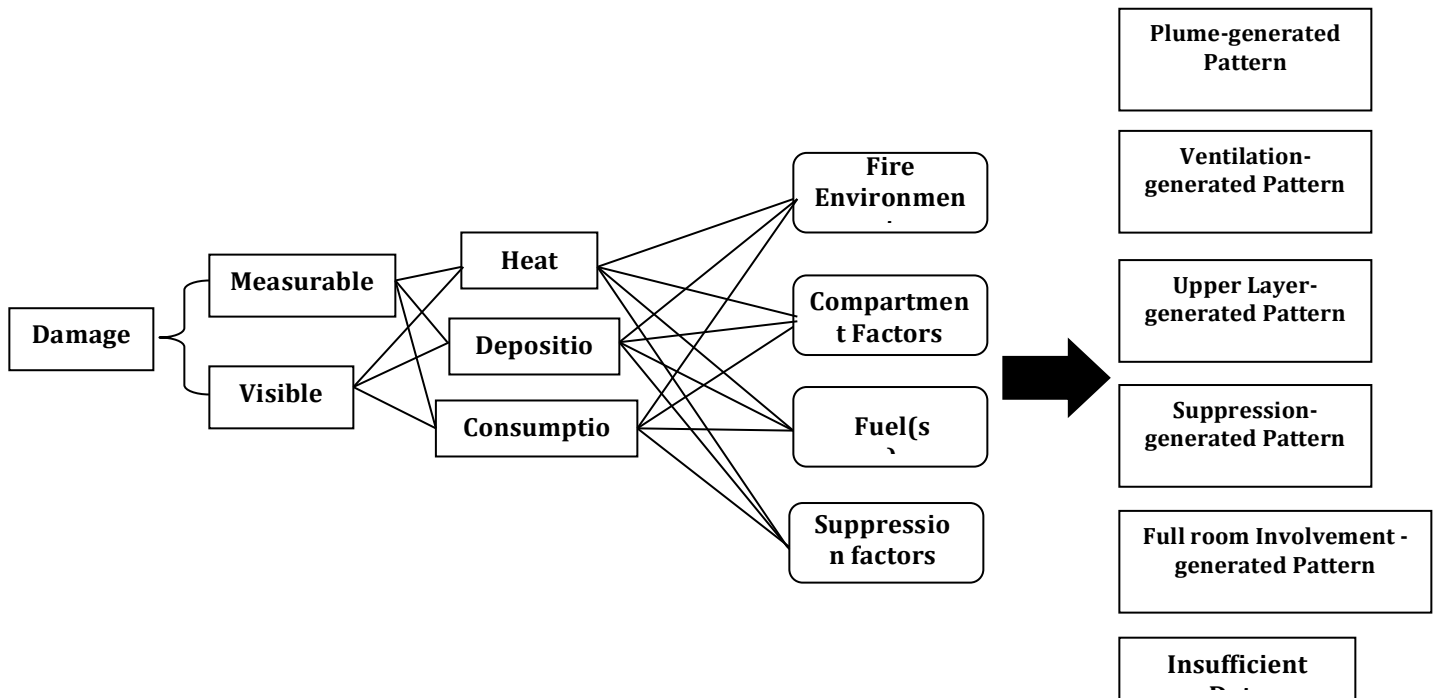 Plume-generated
Pattern
Ventilation-
generated Pattern
Fire
Environmen
Heat
Measurable
Upper Layer-
generated Pattern
Compartmen
t Factors
Damage
Depositio
Visible
Consumptio
Fuel(s
Suppression-
generated Pattern
Suppressio
n factors
Full room Involvement -
generated Pattern
Insufficient